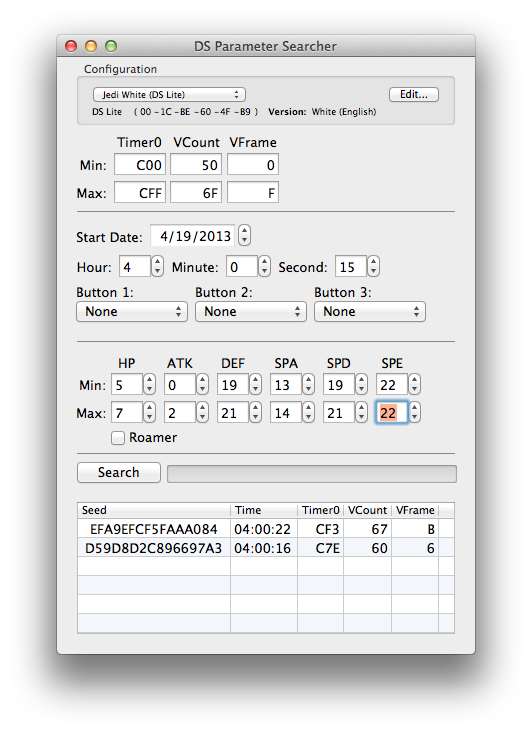 DS Parameter Searcher
Configuration
Jedi White (DS Lite) Edit...
DS Lite ( 00 -1C -BE -60 -4F -B9 ) Version: White (English)
Timer0 VCount VFrame
Min: C00 50 0
Max: CFF 6F F
Start Date: 4/19/2013
Hour: 4 Minute: 0 Second: 15
Button 1: Button 2: Button 3:
None None None
HP ATK DEF SPA SPD SPE
Min: 5 0 19 13 19 22
Max: 7 2 21 14 21 22
Roamer
Search
Seed Time Timer0 VCount VFrame
EFA9EFCF5FAAA084 04:00:22 CF3 67 B
D59D8D2C896697A3 04:00:16 C7E 60 6